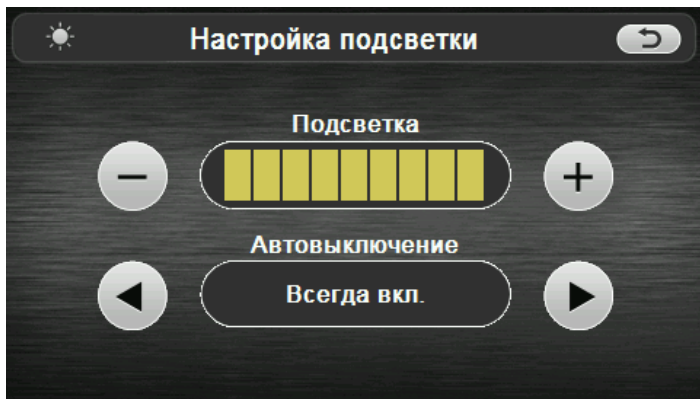 Настройка подсветки
Подсветка
Автовыключение
Всегда вкл.